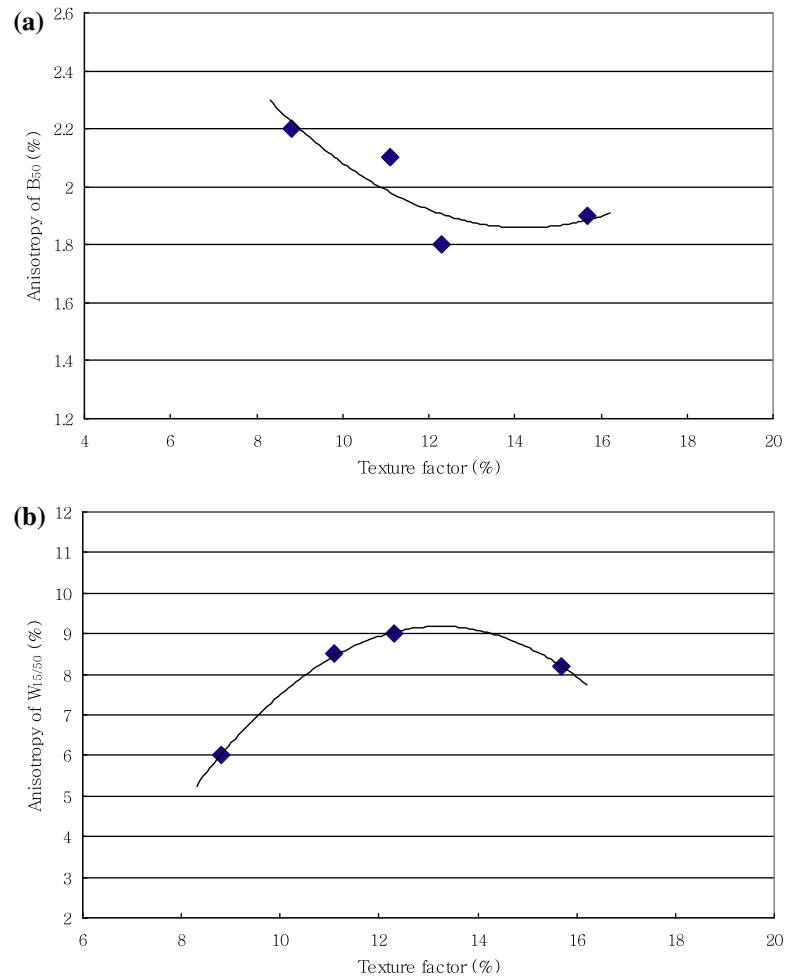 (a)
2.6
2.4
2.2
2
1.8
1.6
1.4
1.2
Anisotropy of B50 (%)
4 6 8 10 12 14 16 18 20
Texture factor (%)
(b)
12
11
10
9
8
7
6
5
4
3
2
Anisotropy of W15/50 (%)
6 8 10 12 14 16 18 20
Texture factor (%)